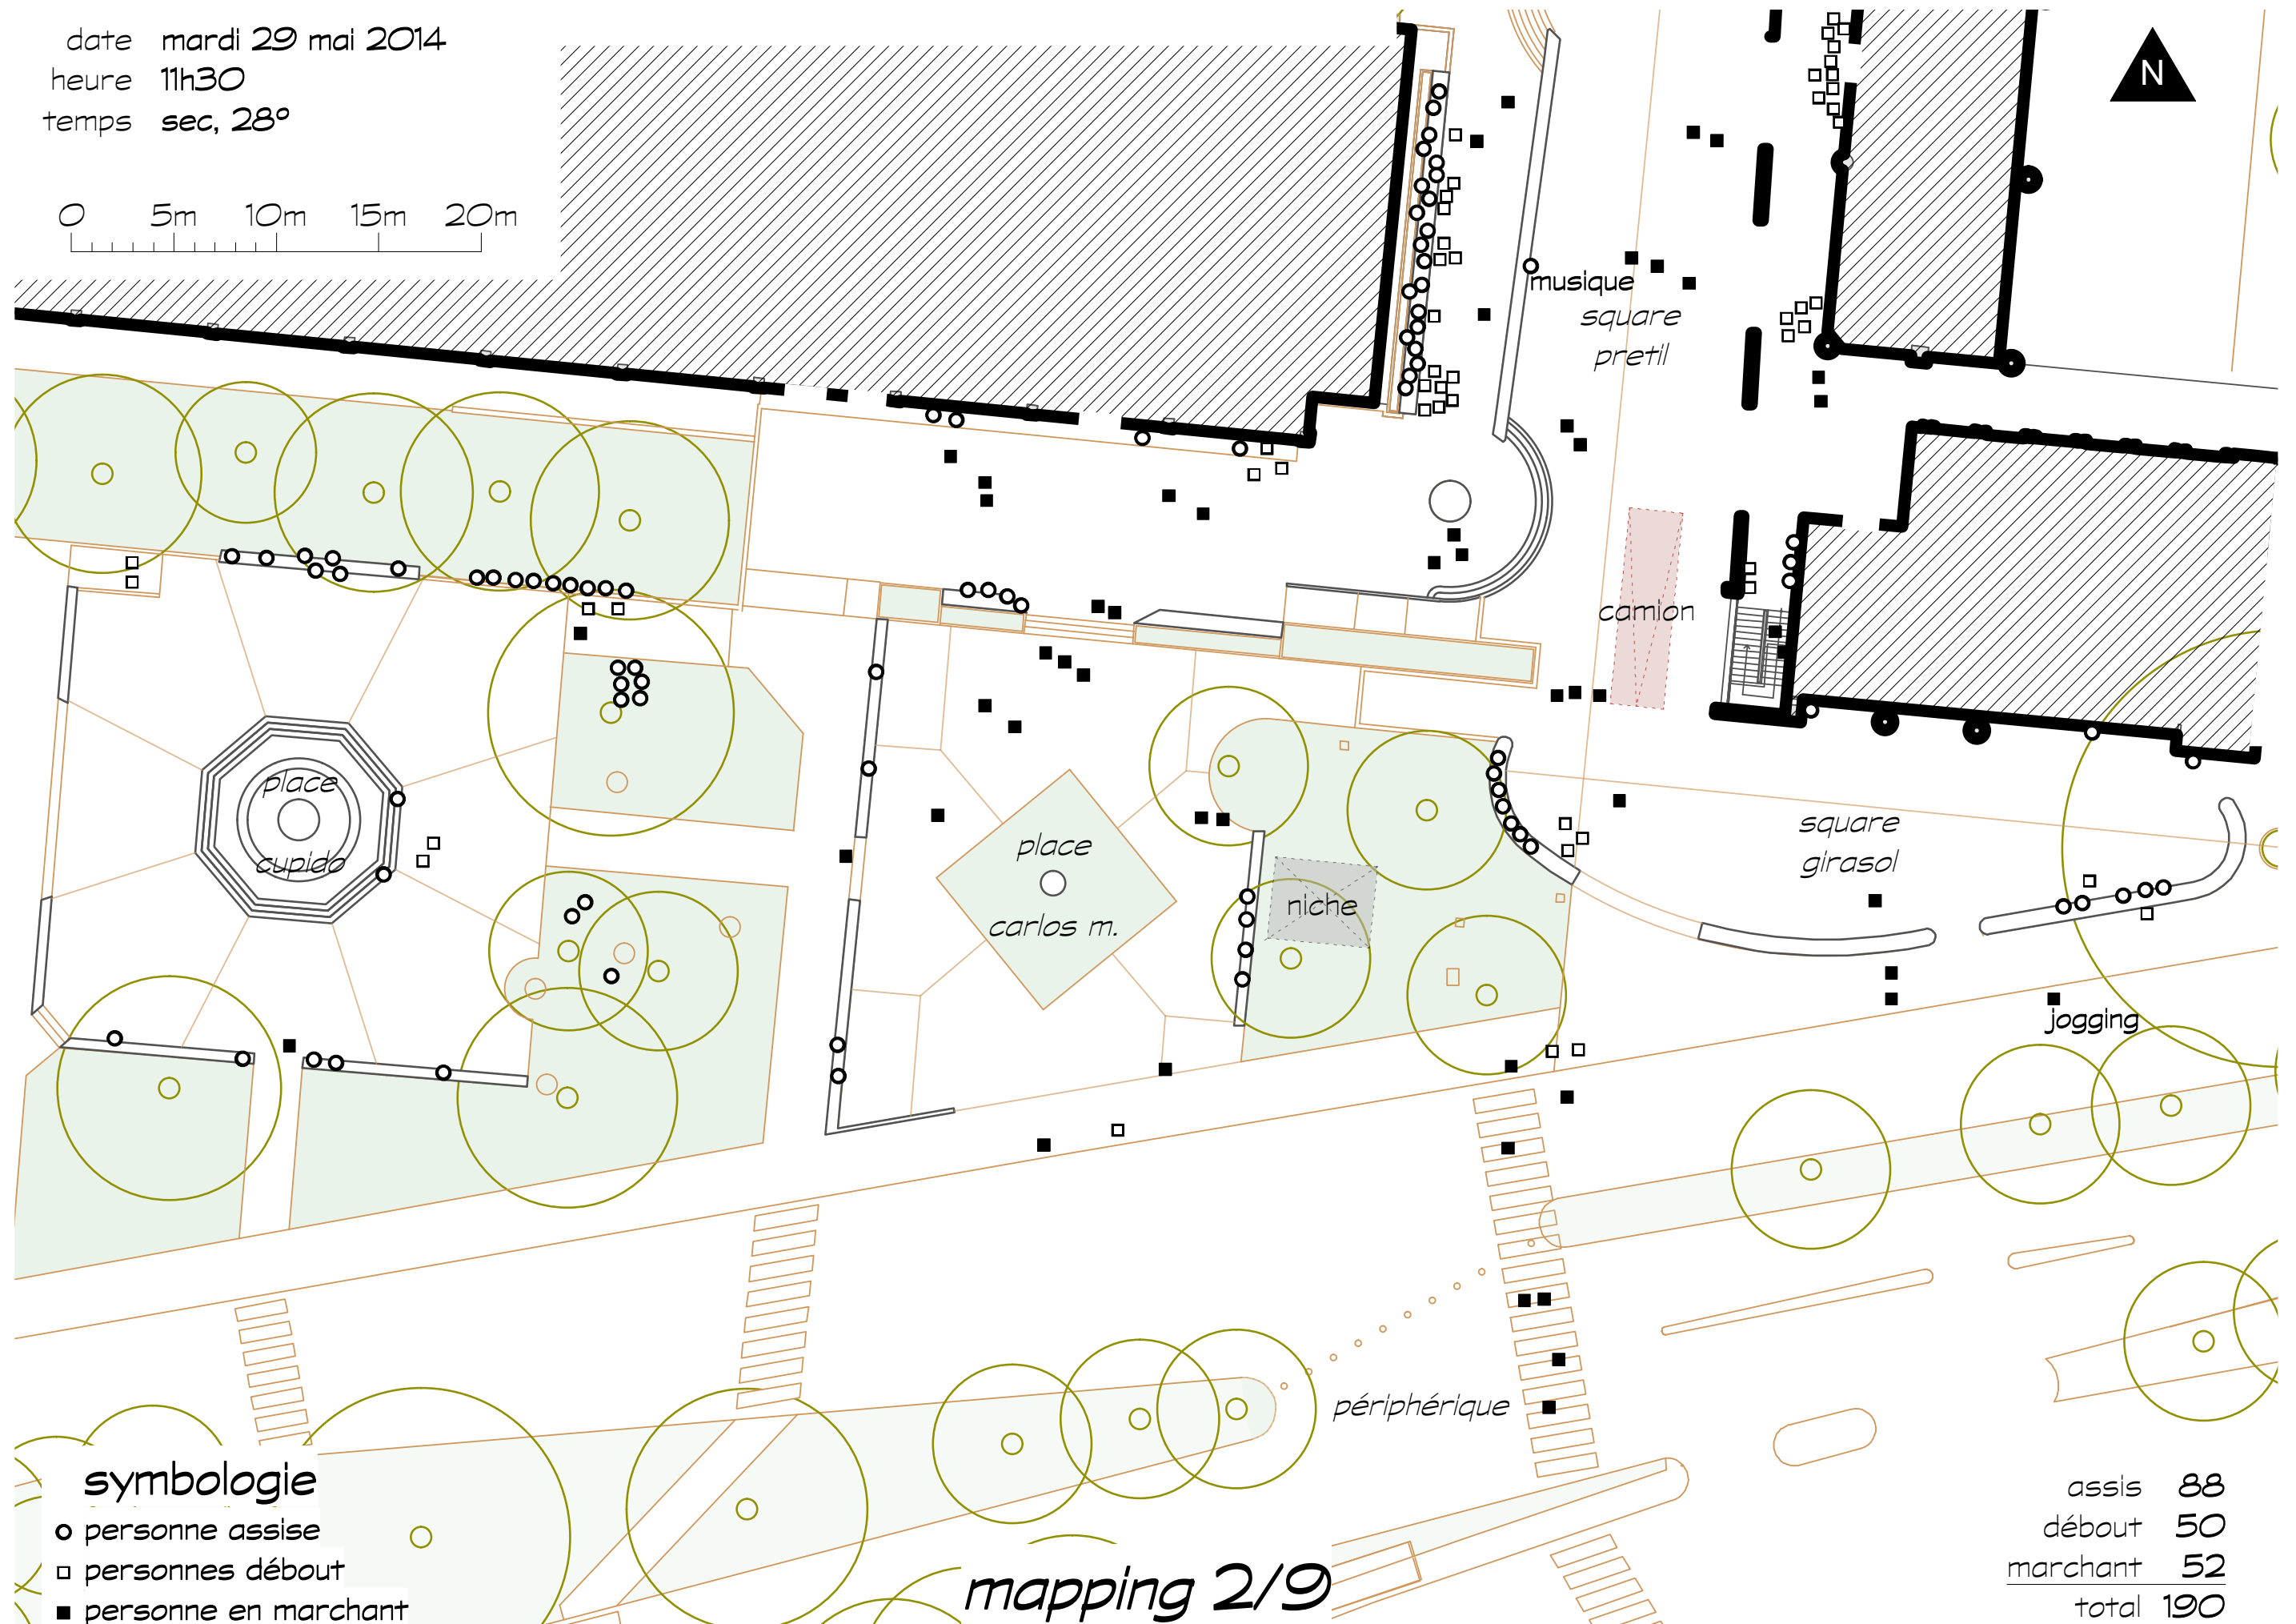 date mardi 29 mai 2014
heure 11h30
temps sec, 28°
0 5m 10m 15m 20m
N
musique
square
pretil
camion
place
cupido
place
carlos m.
niche
square
girasol
jogging
périphérique
symbologie
personne assise
personnes débout
personne en marchant
mapping 2/9
assis 88
débout 50
marchant 52
total 190